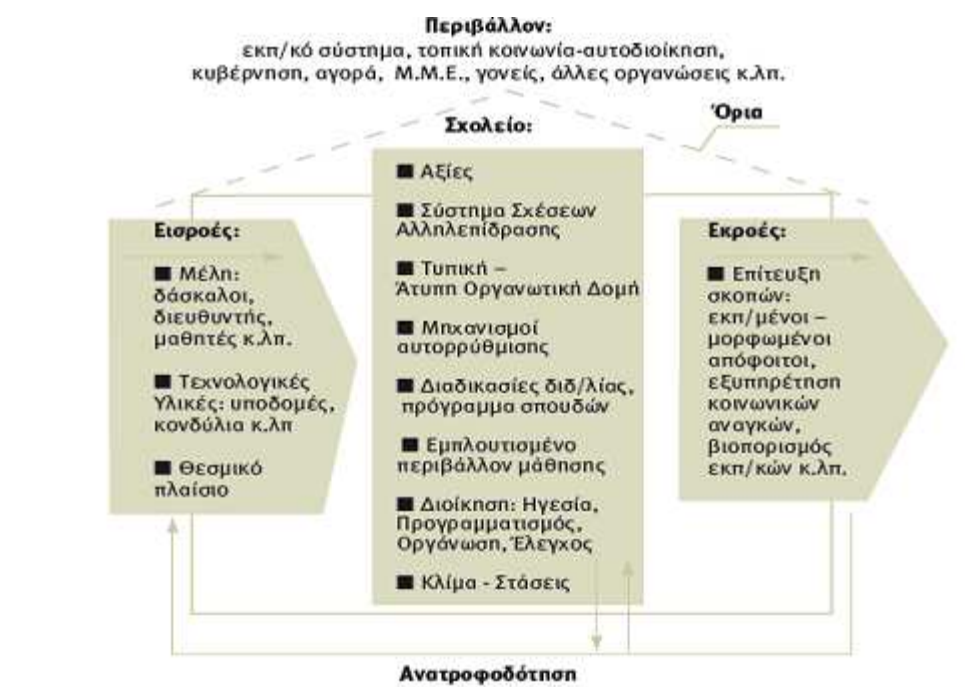 Περιβάλλον:
εκπ/κό σύστημα, τοπική κοινωνία-αυτοδιοίκηση,
κυβέρνηση, αγορά, Μ.Μ.Ε., γονείς, άλλες οργανώσεις κ.λπ.
Όρια
Σχολείο:
Εισροές:
■ Μέλη:
δάσκαλοι,
διευθυντής,
μαθητές κ.λπ.
■ Τεχνολογικές
Υλικές: υποδομές,
κονδύλια κ.λπ
■ Θεσμικό
πλαίσιο
■ Αξίες
■ Σύστημα Σχέσεων
Αλληλεπίδρασης
■ Τυπική –
Άτυπη Οργανωτική Δομή
■ Μηχανισμοί
αυτορρύθμισης
■ Διαδικασίες διδ/λίας,
πρόγραμμα σπουδών
■ Εμπλουτισμένο
περιβάλλον μάθησης
■ Διοίκηση: Ηγεσία,
Προγραμματισμός,
Οργάνωση, Έλεγχος
■ Κλίμα - Στάσεις
Εκροές:
■ Επίτευξη
σκοπών:
εκπ/μένοι –
μορφωμένοι
απόφοιτοι,
εξυπηρέτηση
κοινωνικών
αναγκών,
βιοπορισμός
εκπ/κών κ.λπ.
Ανατροφοδότηση